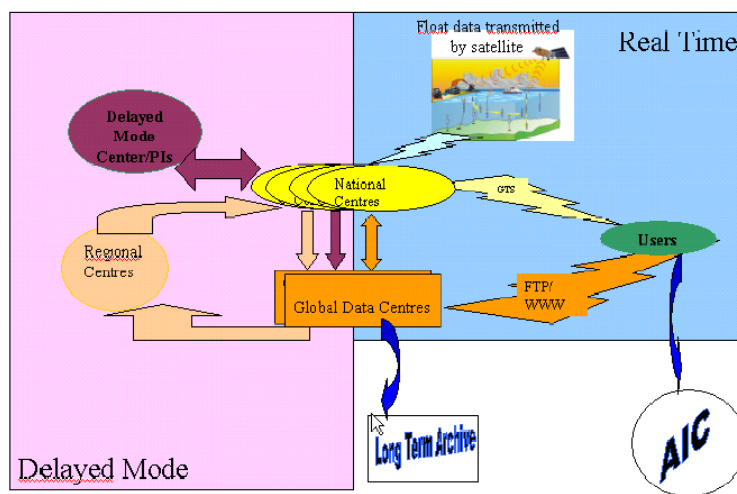 Float data transmitted
by satellite
Real Time
Delayed
Mode
Center/PIs
National
Centres
GTS
Users
Regional
Centres
Global Data Centres
FTP/
WWW
Long Term Archive
AIC
Delayed Mode